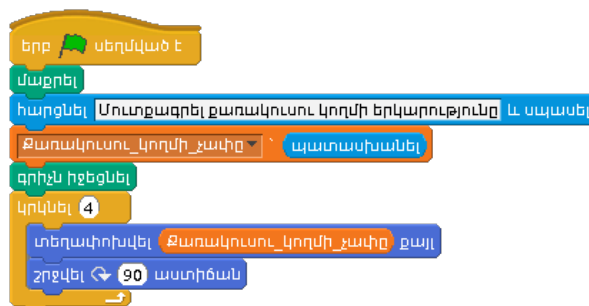 երբ սեղմված է
մաքրել
հարցնել Մուտքագրել քառակուսու կողմի երկարությունը և սպասել
Քառակուսու_կողմի_չափը ՝ պատասխանել
գրիչն իջեցնել
կրկնել 4
տեղափոխվել Քառակուսու_կողմի_չափը քայլ
շրջվել 90 աստիճան